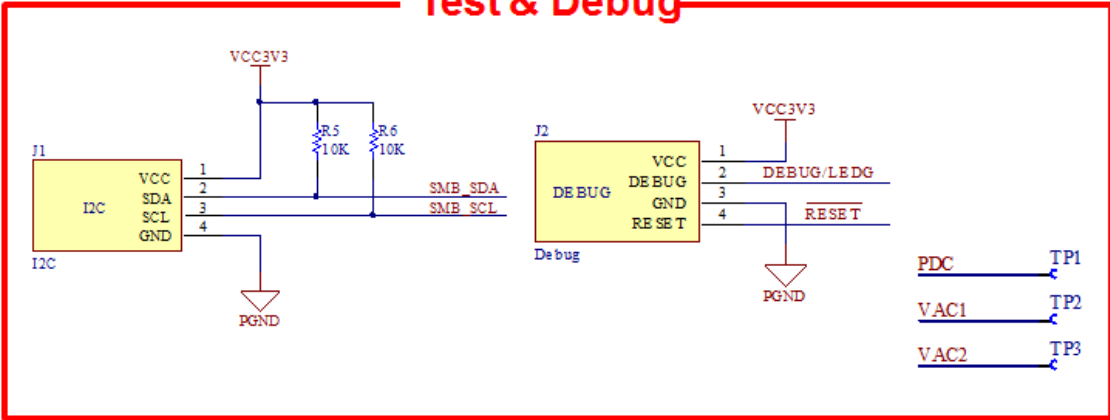 Test & Debug
VCC3V3
R5
10K
R6
10K
J1
I2C
VCC 1
SDA 2
SCL 3
GND 4
I2C
SMB_SDA
SMB_SCL
PGND
VCC3V3
J2
DEBUG
VCC 1
DEBUG 2
GND 3
RESET 4
Debug
DEBUG/LEDG
RESET
PGND
PDC TP1
VAC1 TP2
VAC2 TP3